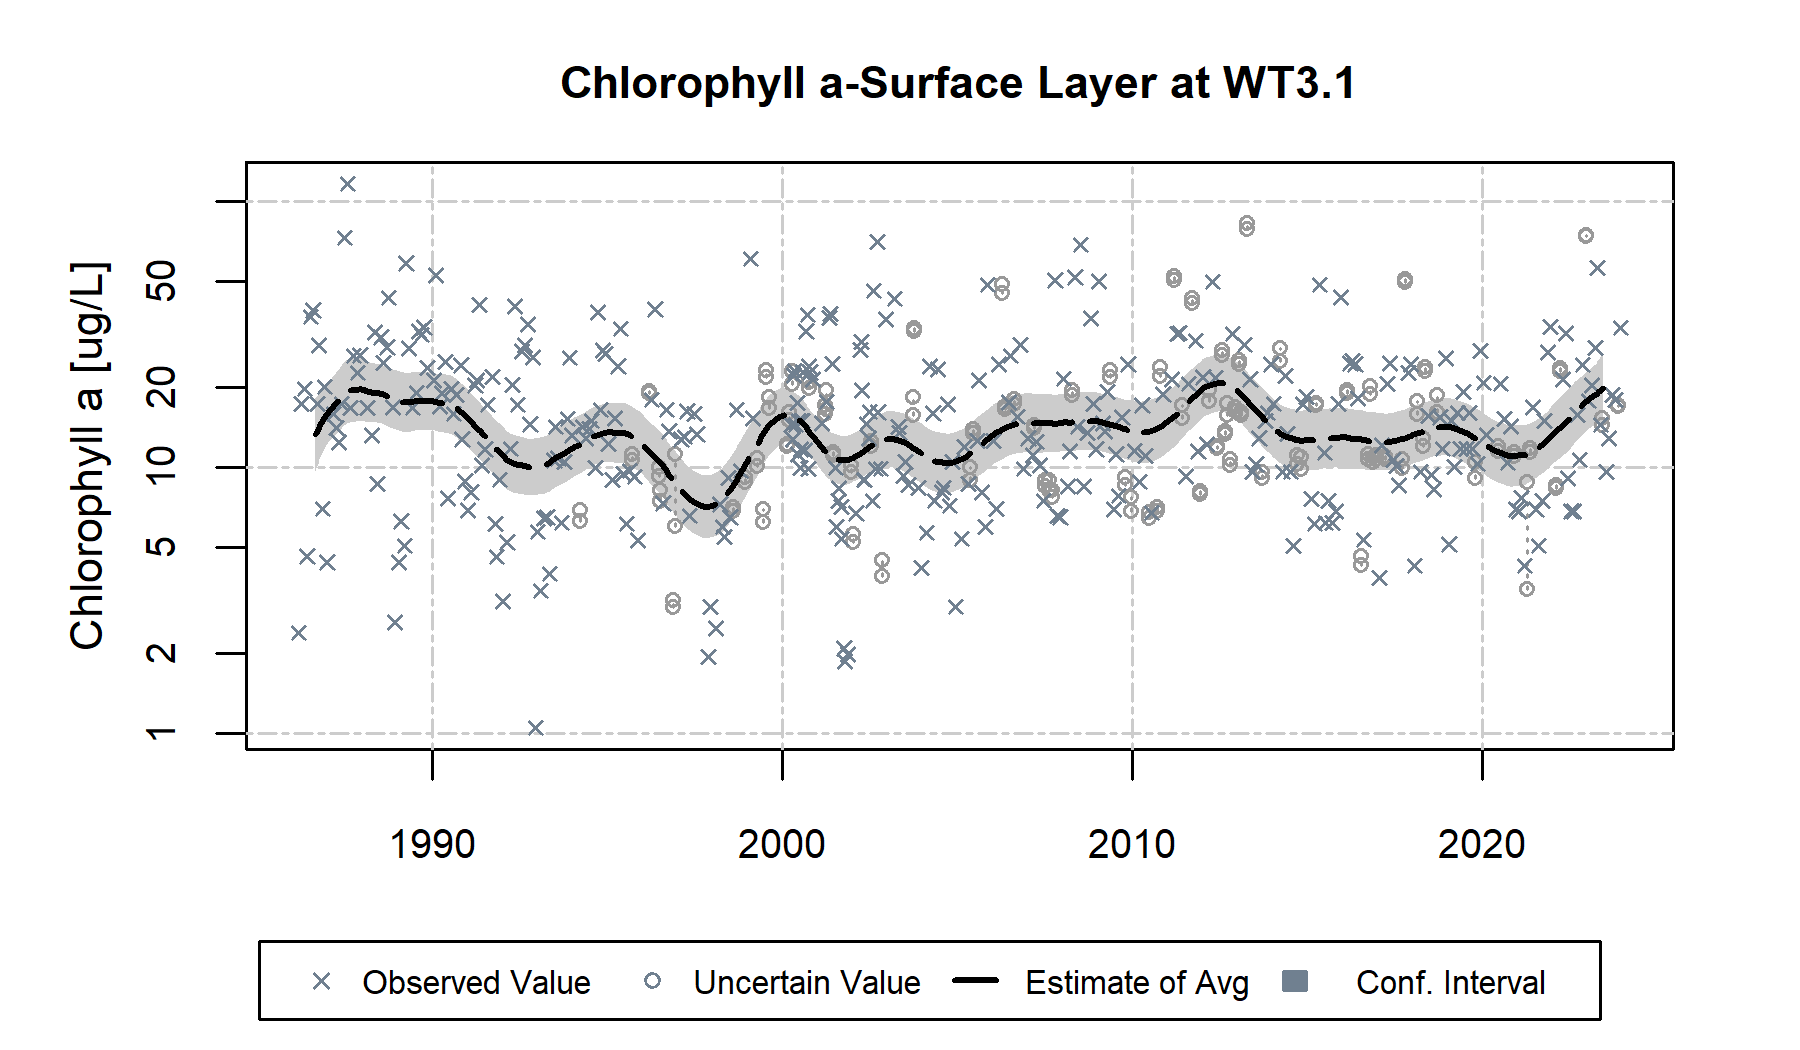 Chlorophyll a-Surface Layer at WT3.1
Chlorophyll a [ug/L]
50
20
10
5
2
1
1990 2000 2010 2020
Observed Value Uncertain Value Estimate of Avg Conf. Interval